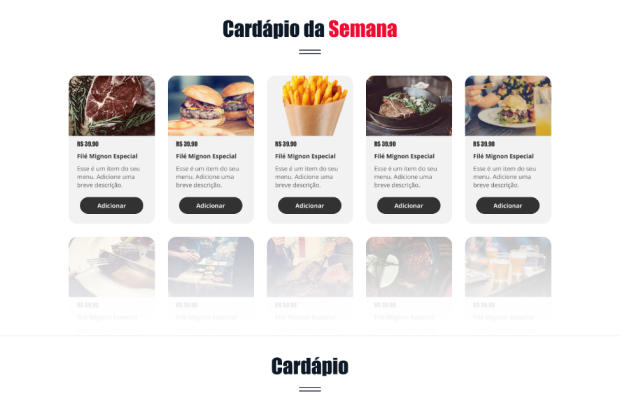 Cardápio da Semana
R$ 39,90
Filé Mignon Especial
Esse é um item do seu
menu. Adicione uma
breve descrição.
Adicionar
R$ 39,90
Filé Mignon Especial
Esse é um item do seu
menu. Adicione uma
breve descrição.
Adicionar
R$ 39,90
Filé Mignon Especial
Esse é um item do seu
menu. Adicione uma
breve descrição.
Adicionar
R$ 39,90
Filé Mignon Especial
Esse é um item do seu
menu. Adicione uma
breve descrição.
Adicionar
R$ 39,90
Filé Mignon Especial
Esse é um item do seu
menu. Adicione uma
breve descrição.
Adicionar
R$ 39,90
Filé Mignon Especial
R$ 39,90
Filé Mignon Especial
R$ 39,90
Filé Mignon Especial
R$ 39,90
Filé Mignon Especial
R$ 39,90
Filé Mignon Especial
Cardápio